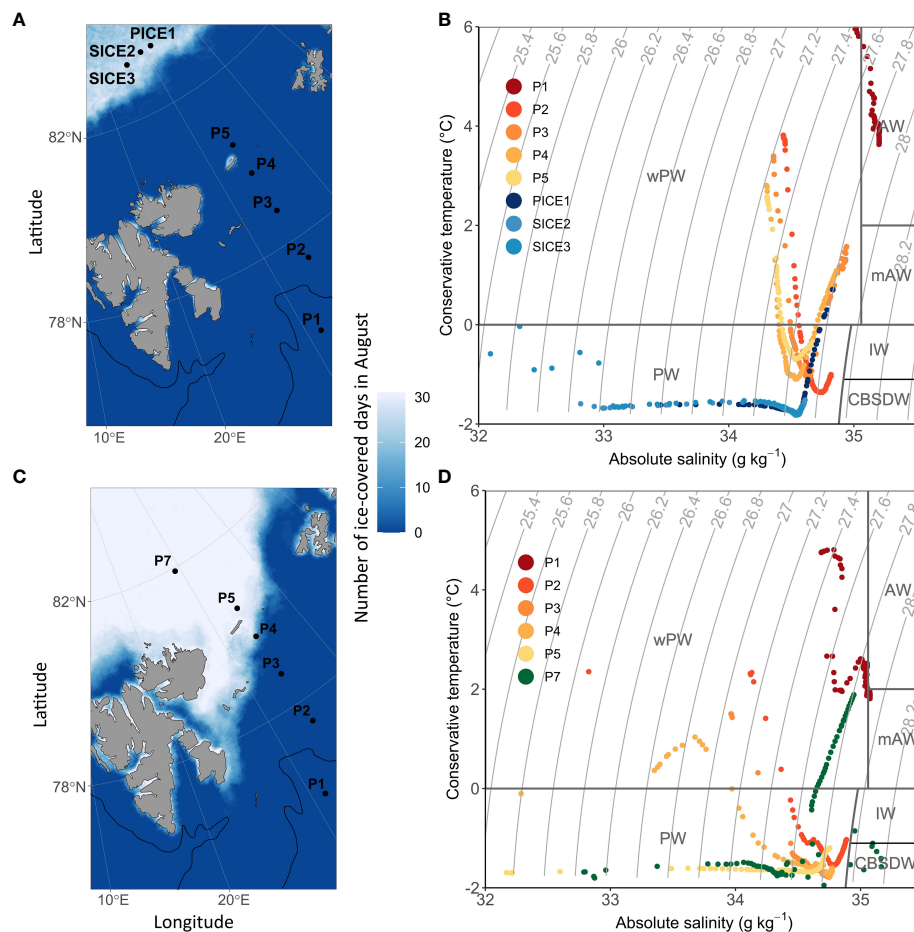 A
PICE1
SICE2
SICE3
P5
P4
P3
P2
P1
82°N
78°N
Latitude
10°E
20°E
B
6
4
2
0
-2
Conservative temperature (°C)
25.4
25.6
25.8
26
26.2
26.4
26.6
26.8
27
27.2
27.4
27.6
27.8
28
28.2
P1
P2
P3
P4
P5
PICE1
SICE2
SICE3
wPW
PW
AW
mAW
IW
CBSDW
32
33
34
35
Absolute salinity (g kg−1)
Number of ice-covered days in August
30
20
10
0
C
P7
P5
P4
P3
P2
P1
82°N
78°N
Latitude
10°E
20°E
Longitude
D
6
4
2
0
-2
Conservative temperature (°C)
25.4
25.6
25.8
26
26.2
26.4
26.6
26.8
27
27.2
27.4
27.6
27.8
28
28.2
P1
P2
P3
P4
P5
P7
wPW
PW
AW
mAW
IW
CBSDW
32
33
34
35
Absolute salinity (g kg−1)